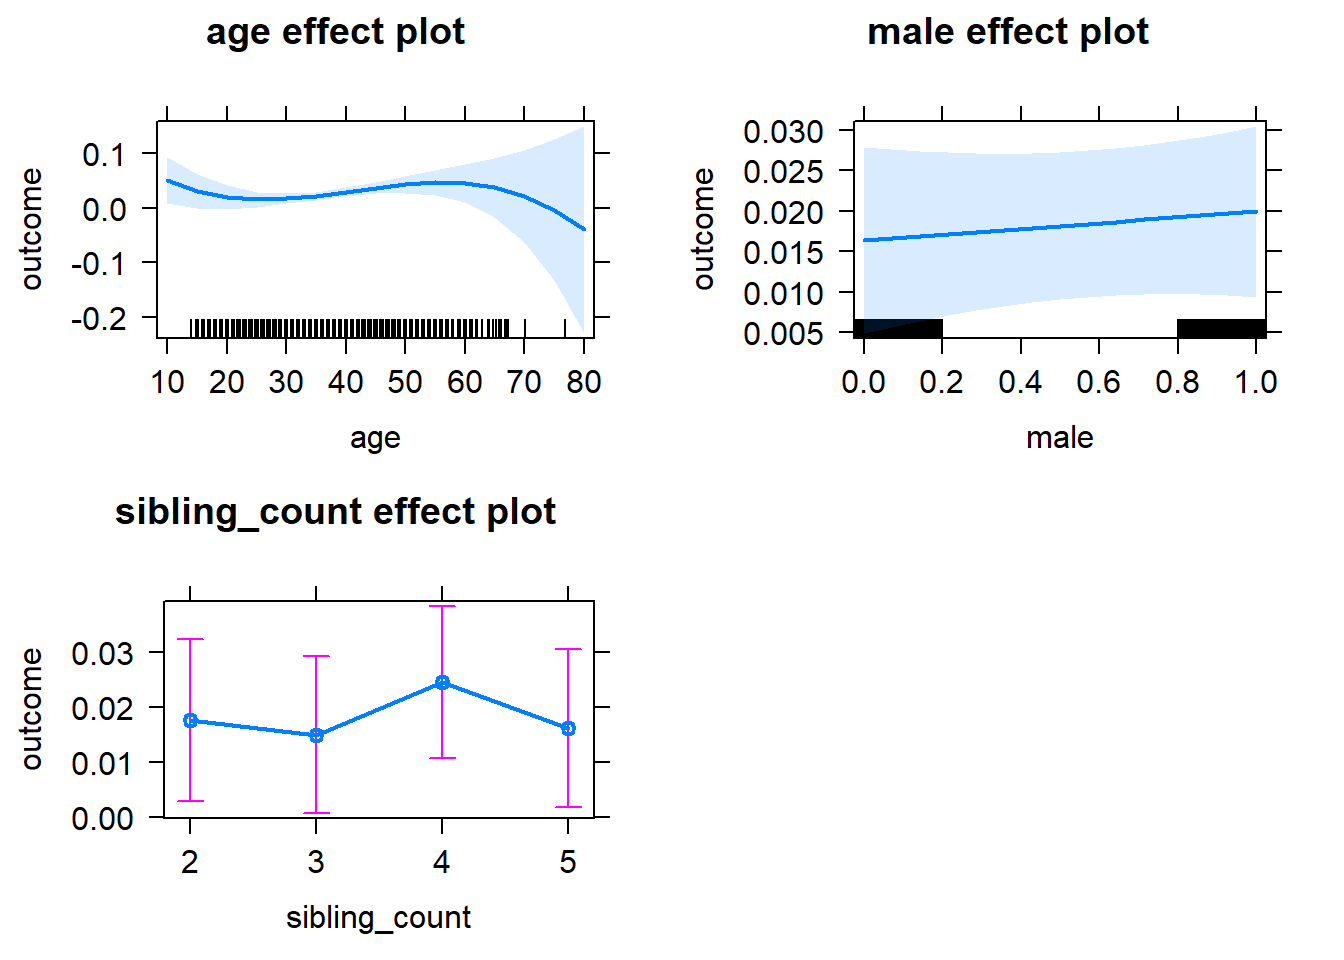 age effect plot
outcome
0.1
0.0
-0.1
-0.2
10 20 30 40 50 60 70 80
age
male effect plot
outcome
0.030
0.025
0.020
0.015
0.010
0.005
0.0 0.2 0.4 0.6 0.8 1.0
male
sibling_count effect plot
outcome
0.03
0.02
0.01
0.00
2 3 4 5
sibling_count